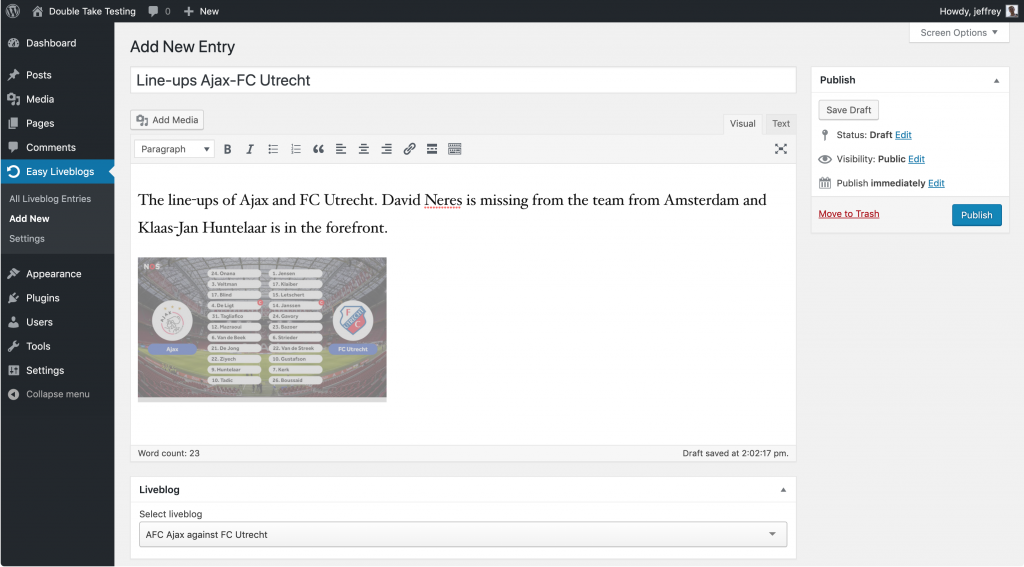 Double Take Testing
0
New
Howdy, jeffrey
Screen Options
Dashboard
Posts
Media
Pages
Comments
Easy Liveblogs
All Liveblog Entries
Add New
Settings
Appearance
Plugins
Users
Tools
Settings
Collapse menu
Add New Entry
Line-ups Ajax-FC Utrecht
Add Media
Visual
Text
Paragraph
B
I
The line-ups of Ajax and FC Utrecht. David Neres is missing from the team from Amsterdam and
Klaas-Jan Huntelaar is in the forefront.
NOS
24. Onana
1. Jensen
3. Veltman
17. Kleiber
17. Blind
15. Letschert
4. De Ligt
14. Janssen
31. Tagliafico
24. Gavory
12. Mazraoui
23. Bazoer
6. Van de Beek
6. Strieder
21. De Jong
22. Van de Streek
22. Ziyech
10. Gustafson
9. Huntelaar
7. Kerk
10. Tadic
20. Boussaid
AJAX
UTRECHT
Ajax
FC Utrecht
Word count: 23
Draft saved at 2:02:17 pm.
Liveblog
Select liveblog
AFC Ajax against FC Utrecht
Publish
Save Draft
Status: Draft Edit
Visibility: Public Edit
Publish immediately Edit
Move to Trash
Publish